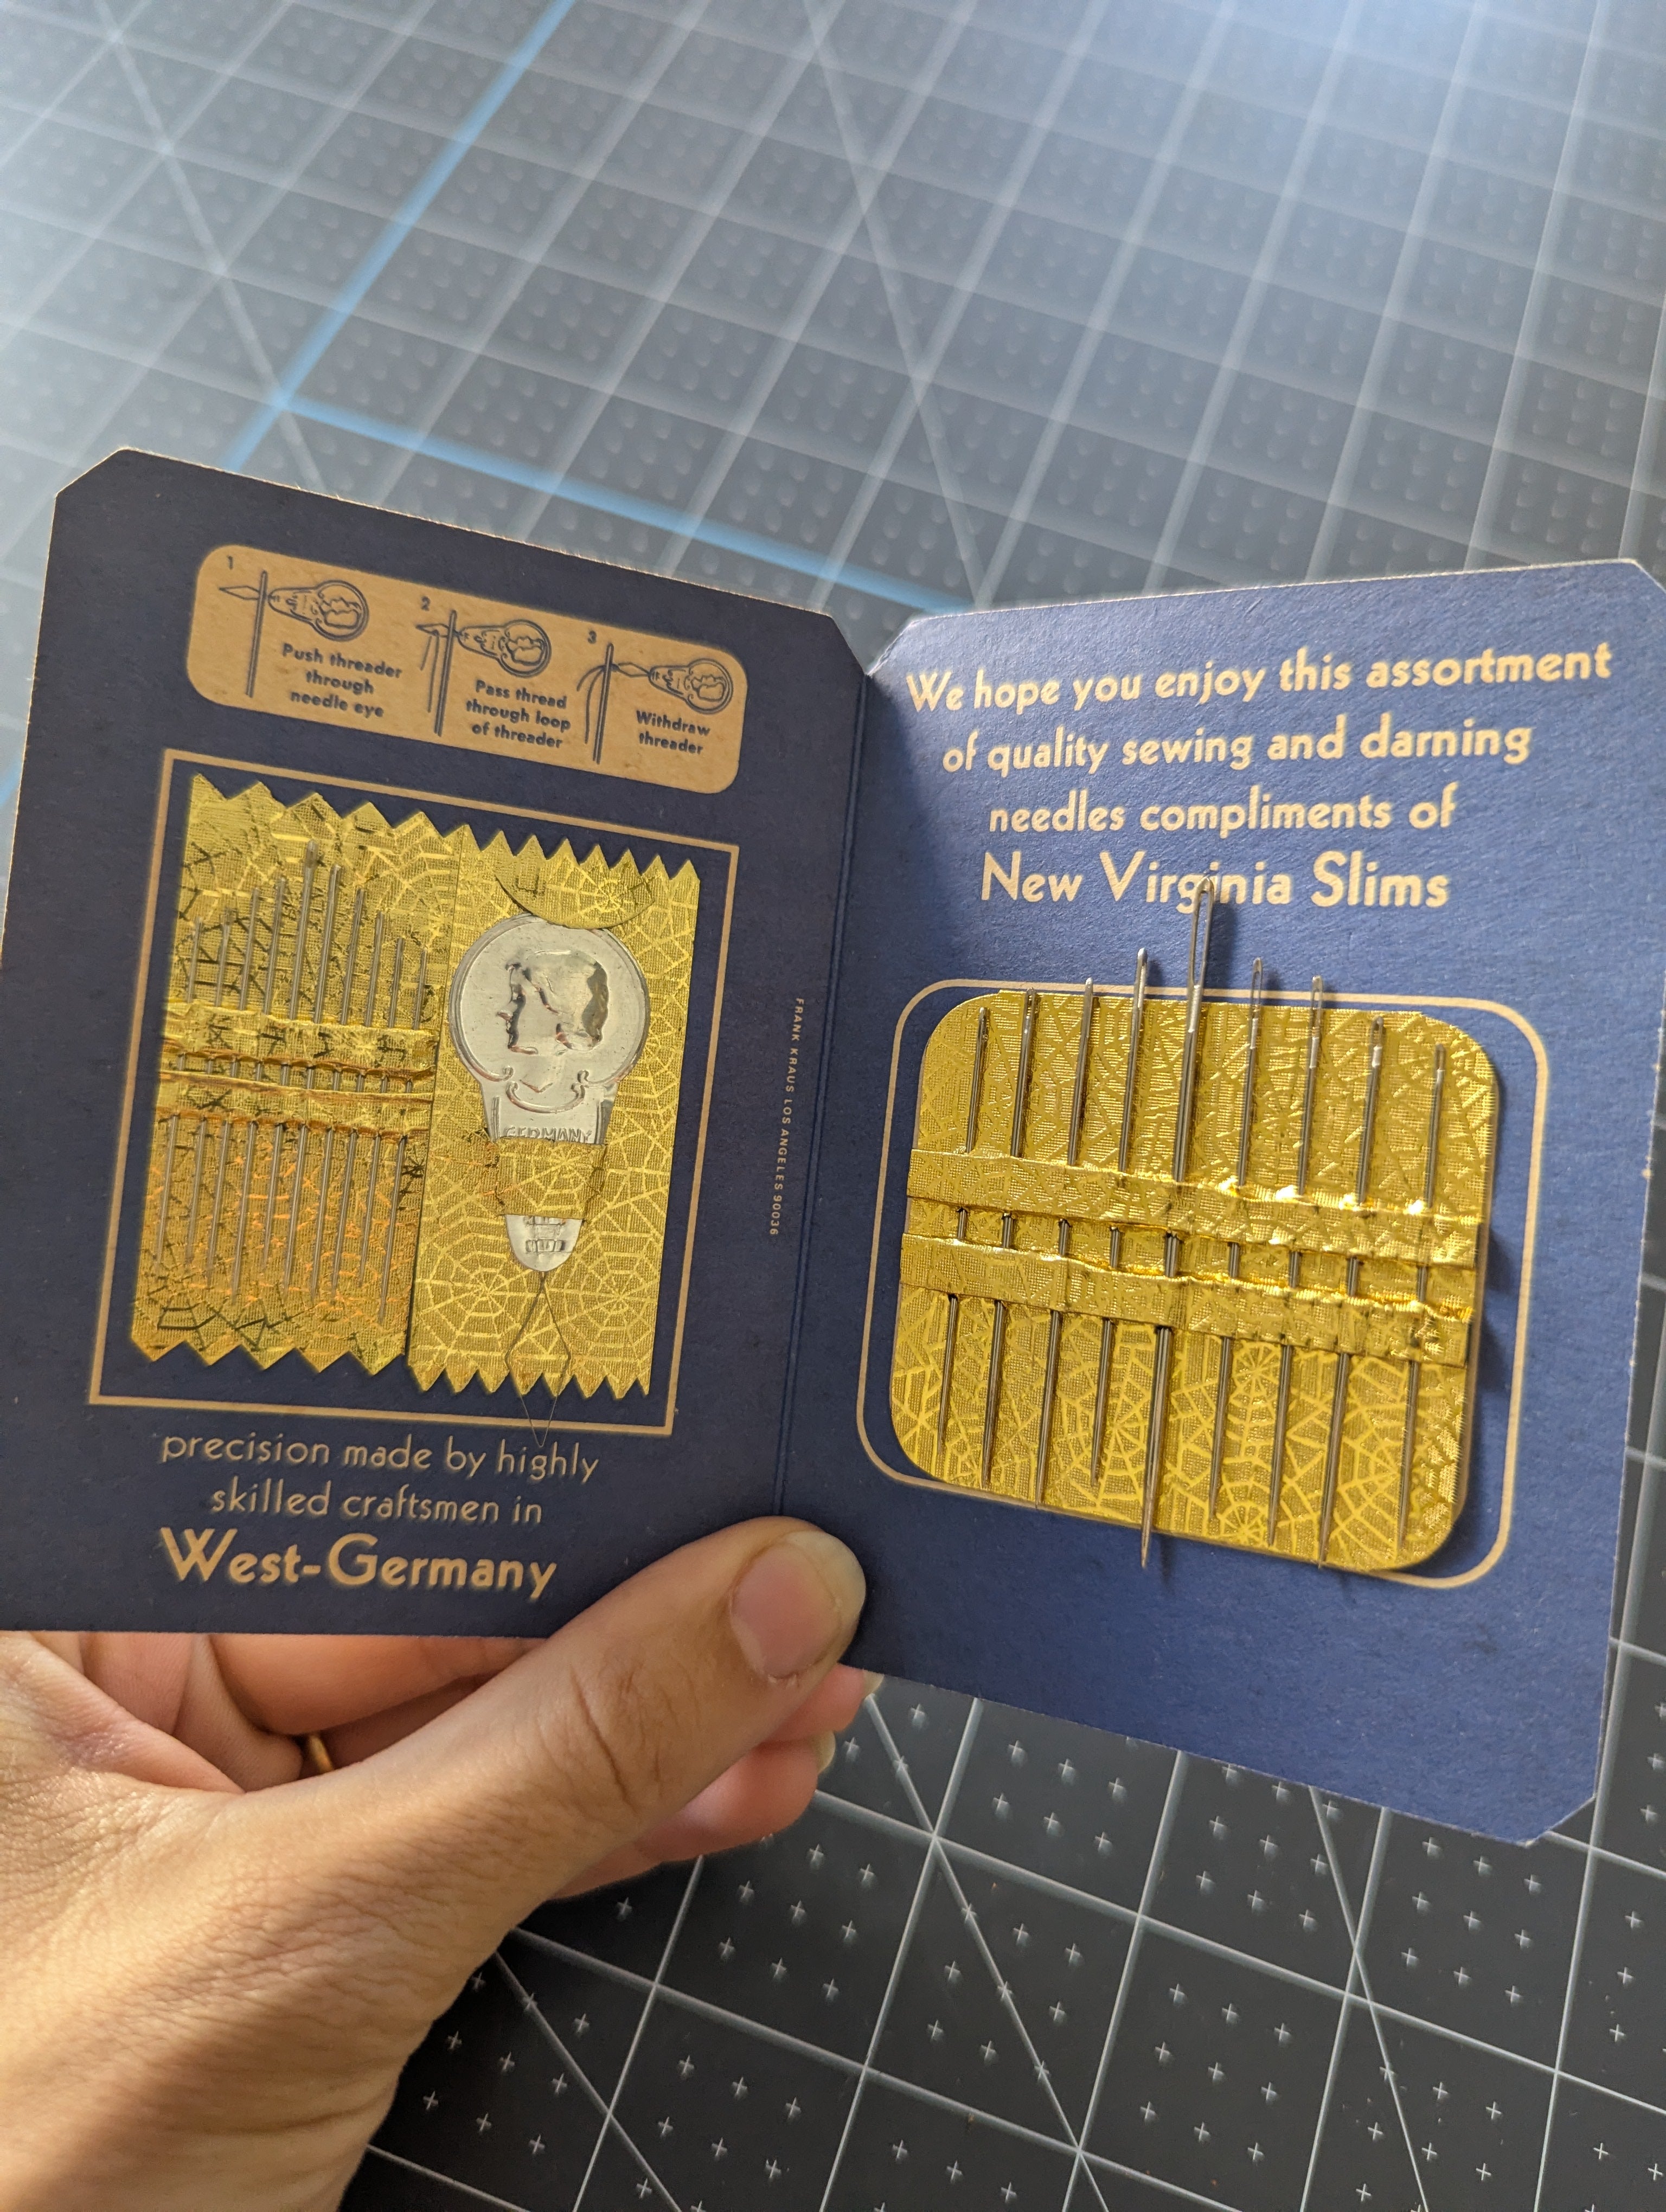 1
Push threader
through
needle eye
2
Pass thread
through loop
of threader
3
Withdraw
threader
GERMANY
precision made by highly
skilled craftsmen in
West-Germany
FRANK KRAUS LOS ANGELES 90036
We hope you enjoy this assortment
of quality sewing and darning
needles compliments of
New Virginia Slims